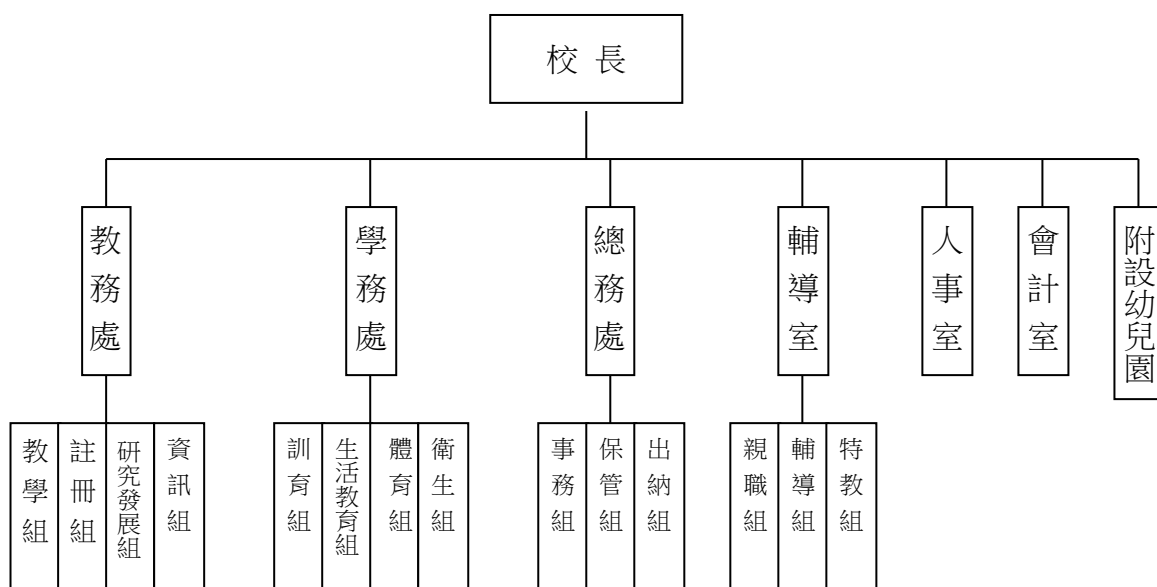 校長
教務處
學務處
總務處
輔導室
人事室
會計室
附設幼兒園
教學組
註冊組
研究發展組
資訊組
訓育組
生活教育組
體育組
衛生組
事務組
保管組
出納組
親職組
輔導組
特教組